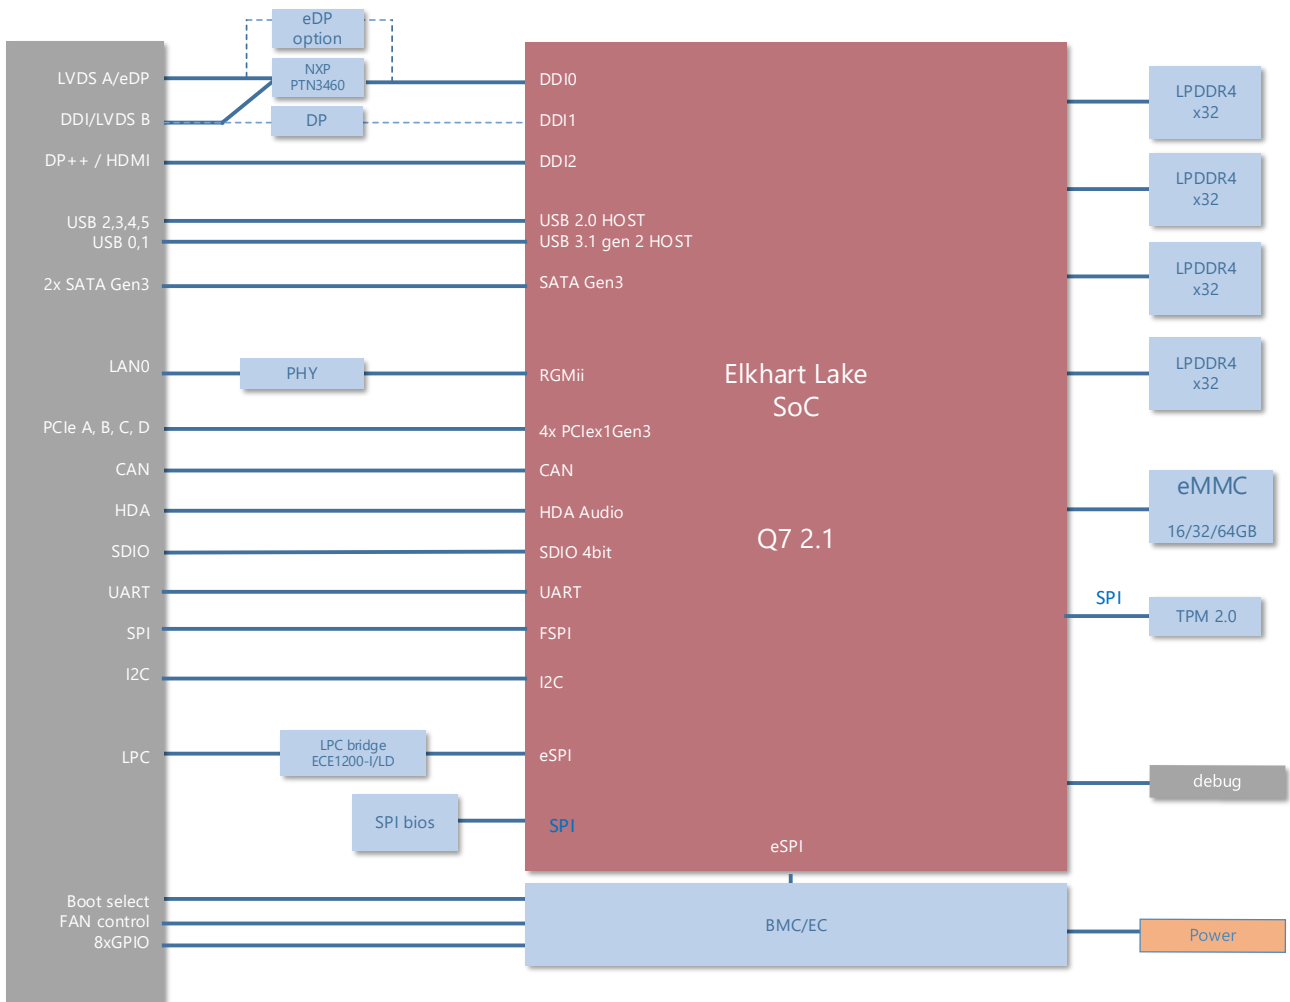 eDP
option
LVDS A/eDP
NXP
PTN3460
DDI0
DDI/LVDS B
DP
DDI1
DP++ / HDMI
DDI2
USB 2,3,4,5
USB 2.0 HOST
USB 0,1
USB 3.1 gen 2 HOST
2x SATA Gen3
SATA Gen3
LAN0
PHY
RGMii
PCIe A, B, C, D
4x PCIex1Gen3
CAN
CAN
HDA
HDA Audio
SDIO
SDIO 4bit
UART
UART
SPI
FSPI
I2C
I2C
LPC
LPC bridge
ECE1200-I/LD
eSPI
SPI bios
SPI
eSPI
Elkhart Lake
SoC
Q7 2.1
LPDDR4
x32
LPDDR4
x32
LPDDR4
x32
LPDDR4
x32
eMMC
16/32/64GB
SPI
TPM 2.0
debug
Boot select
FAN control
8xGPIO
BMC/EC
Power